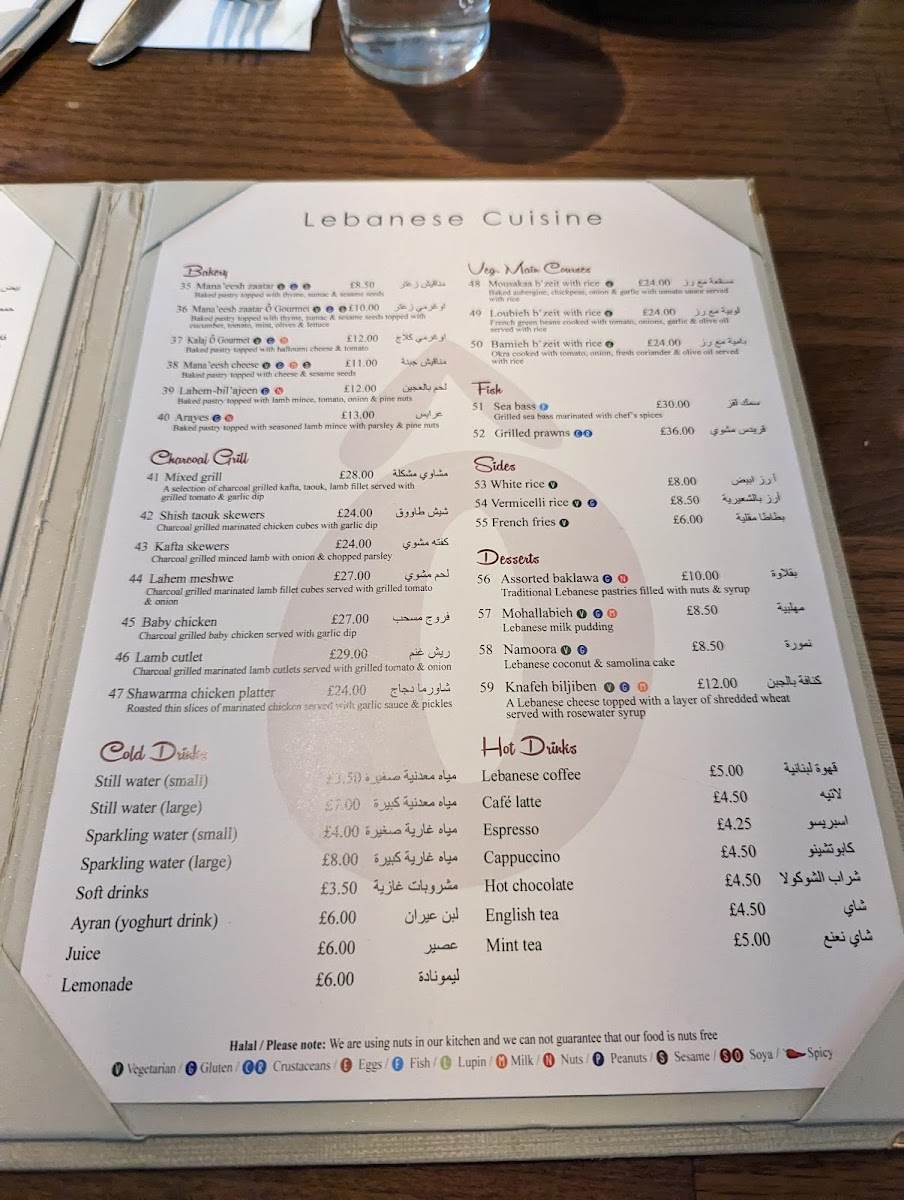 Lebanese Cuisine
Bakery
35 Mana'eesh zaatar V G S £8.50 مناقيش زعتر
Baked pastry topped with thyme, sumac & sesame seeds
36 Mana'eesh zaatar Ô Gourmet V G S £10.00 اوغرمي زعتر
Baked pastry topped with thyme, sumac & sesame seeds topped with
cucumber, tomato, mint, olives & lettuce
37 Kalaj Ô Gourmet V G M £12.00 اوغرمي كلاج
Baked pastry topped with halloumi cheese & tomato
38 Mana'eesh cheese V G M S £11.00 مناقيش جبنة
Baked pastry topped with cheese & sesame seeds
39 Lahem-bil'ajeen G N £12.00 لحم بالعجين
Baked pastry topped with lamb mince, tomato, onion & pine nuts
40 Arayes G N £13.00 عرايس
Baked pastry topped with seasoned lamb mince with parsley & pine nuts
Charcoal Grill
41 Mixed grill £28.00 مشاوي مشكلة
A selection of charcoal grilled kafta, taouk, lamb fillet served with
grilled tomato & garlic dip
42 Shish taouk skewers £24.00 شيش طاووق
Charcoal grilled marinated chicken cubes with garlic dip
43 Kafta skewers £24.00 كفته مشوي
Charcoal grilled minced lamb with onion & chopped parsley
44 Lahem meshwe £27.00 لحم مشوي
Charcoal grilled marinated lamb fillet cubes served with grilled tomato
& onion
45 Baby chicken £27.00 فروج مسحب
Charcoal grilled baby chicken served with garlic dip
46 Lamb cutlet £29.00 ريش غنم
Charcoal grilled marinated lamb cutlets served with grilled tomato & onion
47 Shawarma chicken platter £24.00 شاورما دجاج
Roasted thin slices of marinated chicken served with garlic sauce & pickles
Cold Drinks
Still water (small) £3.50 مياه معدنية صغيرة
Still water (large) £7.00 مياه معدنية كبيرة
Sparkling water (small) £4.00 مياه غازية صغيرة
Sparkling water (large) £8.00 مياه غازية كبيرة
Soft drinks £3.50 مشروبات غازية
Ayran (yoghurt drink) £6.00 لبن عيران
Juice £6.00 عصير
Lemonade £6.00 ليمونادة
Veg. Main Courses
48 Mousakaa b'zeit with rice V £24.00 مسقعة مع رز
Baked aubergine, chickpeas, onion & garlic with tomato sauce served
with rice
49 Loubieh b'zeit with rice V £24.00 لوبية مع رز
French green beans cooked with tomato, onions, garlic & olive oil
served with rice
50 Bamieh b'zeit with rice V £24.00 بامية مع رز
Okra cooked with tomato, onion, fresh coriander & olive oil served
with rice
Fish
51 Sea bass F £30.00 سمك لقز
Grilled sea bass marinated with chef's spices
52 Grilled prawns C R £36.00 قريدس مشوي
Sides
53 White rice V £8.00 أرز ابيض
54 Vermicelli rice V G £8.50 أرز بالشعيرية
55 French fries V £6.00 بطاطا مقلية
Desserts
56 Assorted baklawa G N £10.00 بقلاوة
Traditional Lebanese pastries filled with nuts & syrup
57 Mohallabieh V G M £8.50 مهلبية
Lebanese milk pudding
58 Namoora V G £8.50 نمورة
Lebanese coconut & samolina cake
59 Knafeh biljiben V G M £12.00 كنافة بالجبن
A Lebanese cheese topped with a layer of shredded wheat
served with rosewater syrup
Hot Drinks
Lebanese coffee £5.00 قهوة لبنانية
Café latte £4.50 لاتيه
Espresso £4.25 اسبريسو
Cappuccino £4.50 كابوتشينو
Hot chocolate £4.50 شراب الشوكولا
English tea £4.50 شاي
Mint tea £5.00 شاي نعنع
Halal / Please note: We are using nuts in our kitchen and we can not guarantee that our food is nuts free
V Vegetarian / G Gluten / C R Crustaceans / E Eggs / F Fish / L Lupin / M Milk / N Nuts / P Peanuts / S Sesame / S O Soya / Spicy